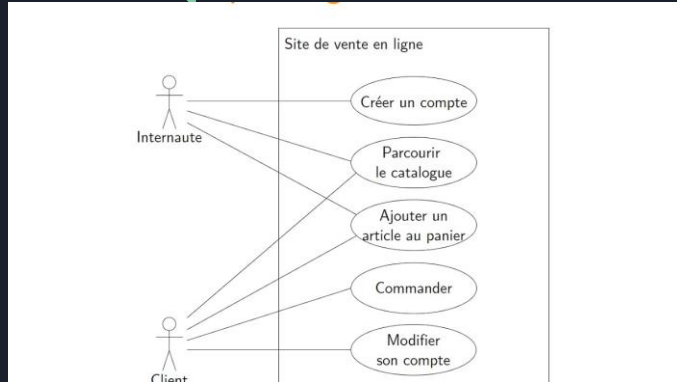 Site de vente en ligne
Créer un compte
Internaute
Parcourir
le catalogue
Ajouter un
article au panier
Commander
Modifier
son compte
Client